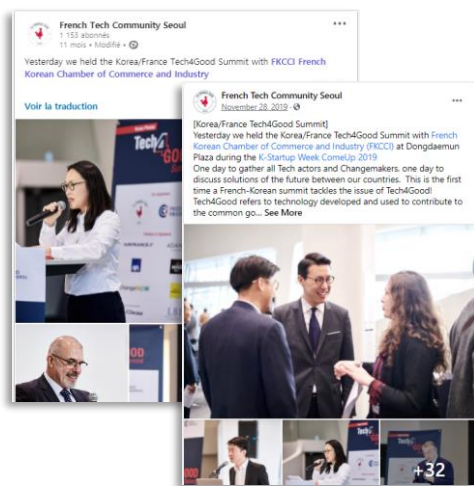 French Tech Community Seoul
1 153 abonnés
11 mois • Modifié •
Yesterday we held the Korea/France Tech4Good Summit with FKCCI French
Korean Chamber of Commerce and Industry
Voir la traduction
Tech4
GOOD
French Tech Community Seoul
November 28, 2019 ·
[Korea/France Tech4Good Summit]
Yesterday we held the Korea/France Tech4Good Summit with French
Korean Chamber of Commerce and Industry (FKCCI) at Dongdaemun
Plaza during the K-Startup Week ComeUp 2019
One day to gather all Tech actors and Changemakers, one day to
discuss solutions of the future between our countries. This is the first
time a French-Korean summit tackles the issue of Tech4Good!
Tech4Good refers to technology developed and used to contribute to
the common go... See More
+32